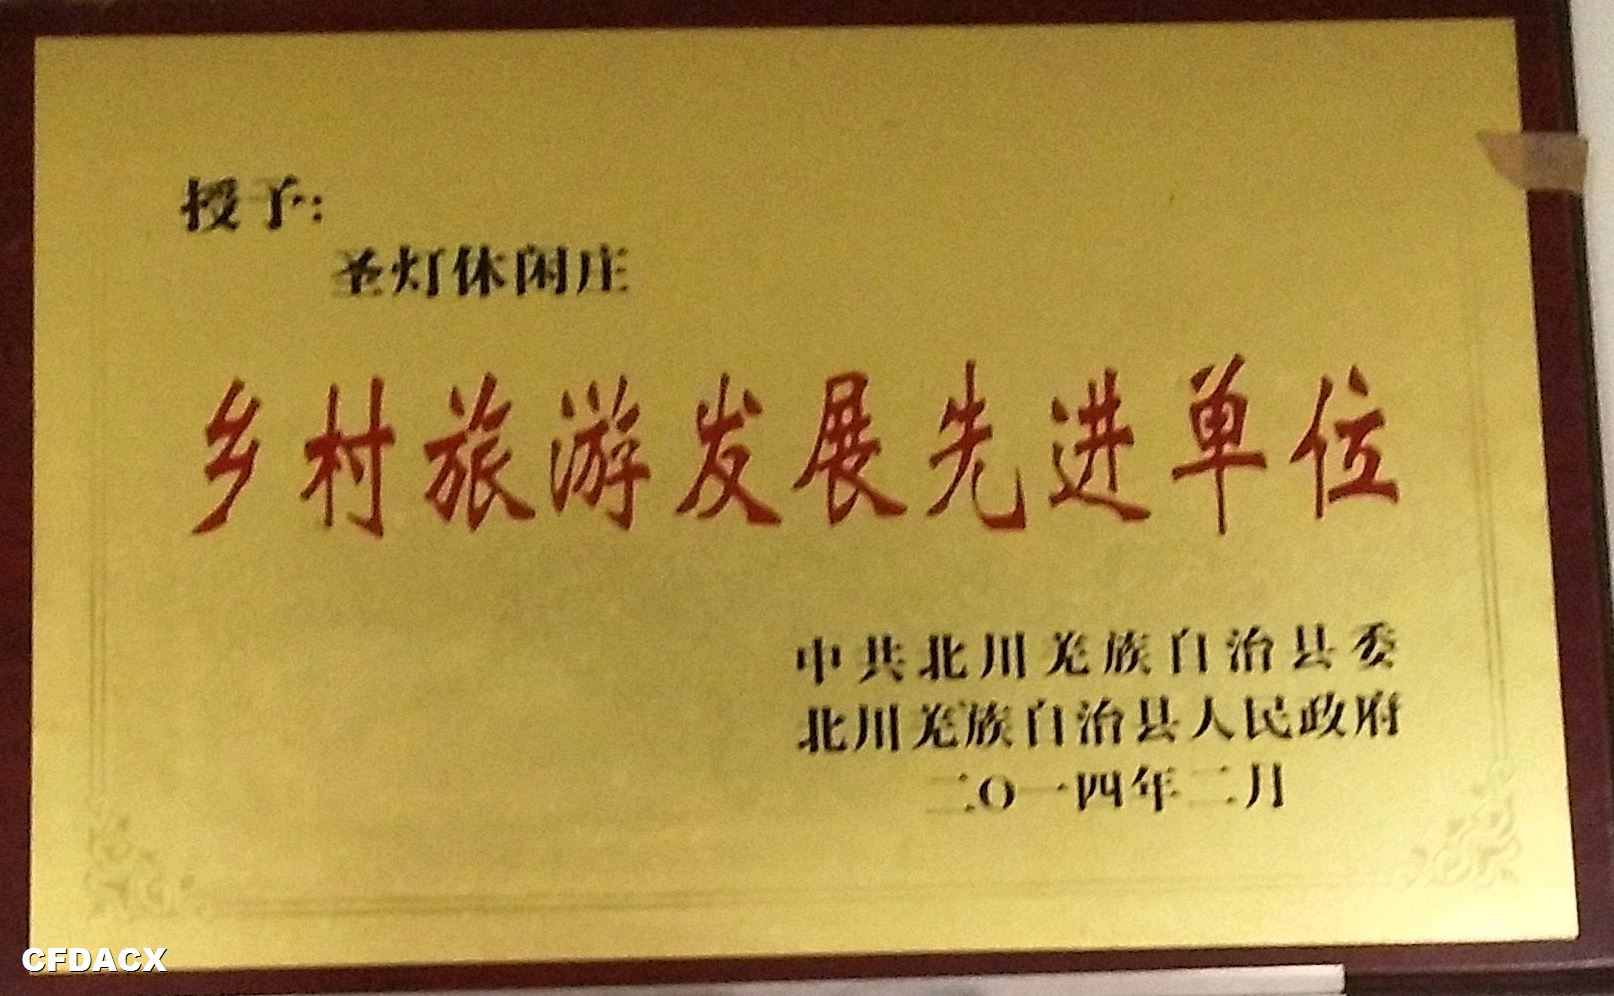 授予:
圣灯休闲庄
乡村旅游发展先进单位
中共北川羌族自治县委
北川羌族自治县人民政府
二〇一四年二月
CFDACX